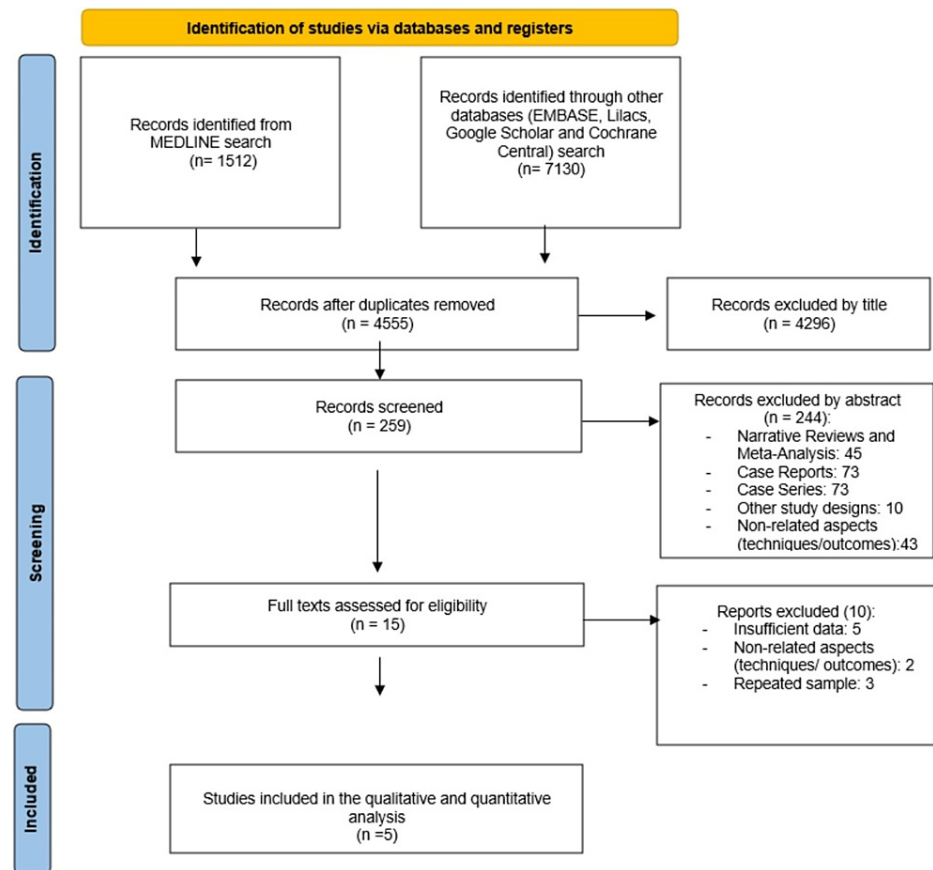 Identification of studies via databases and registers
Identification
Records identified from
MEDLINE search
(n= 1512)
Records identified through other
databases (EMBASE, Lilacs,
Google Scholar and Cochrane
Central) search
(n= 7130)
Records after duplicates removed
(n = 4555)
Records excluded by title
(n = 4296)
Screening
Records screened
(n = 259)
Records excluded by abstract
(n = 244):
- Narrative Reviews and
Meta-Analysis: 45
- Case Reports: 73
- Case Series: 73
- Other study designs: 10
- Non-related aspects
(techniques/outcomes):43
Full texts assessed for eligibility
(n = 15)
Reports excluded (10):
- Insufficient data: 5
- Non-related aspects
(techniques/ outcomes): 2
- Repeated sample: 3
Included
Studies included in the qualitative and quantitative
analysis
(n =5)